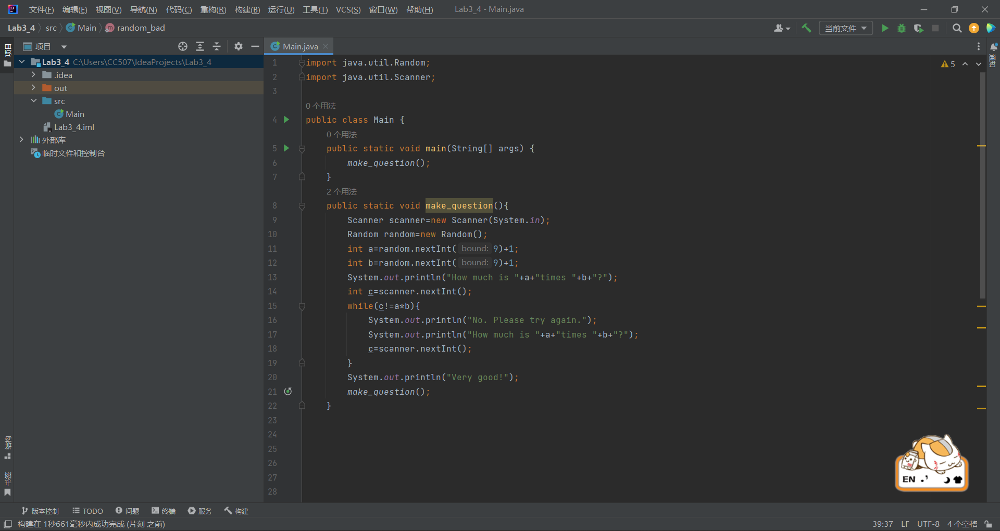 文件(F) 编辑(E) 视图(V) 导航(N) 代码(C) 重构(R) 构建(B) 运行(U) 工具(T) VCS(S) 窗口(W) 帮助(H) Lab3_4 - Main.java
Lab3_4 src Main random_bad 当前文件
项目
项目
Main.java
Lab3_4 C:\Users\CC507\IdeaProjects\Lab3_4
.idea
out
src
Main
Lab3_4.iml
外部库
临时文件和控制台
5
通知
1 import java.util.Random;
2 import java.util.Scanner;
3
0 个用法
4 public class Main {
0 个用法
5 public static void main(String[] args) {
6 make_question();
7 }
2 个用法
8 public static void make_question(){
9 Scanner scanner=new Scanner(System.in);
10 Random random=new Random();
11 int a=random.nextInt( bound: 9)+1;
12 int b=random.nextInt( bound: 9)+1;
13 System.out.println("How much is "+a+"times "+b+"?");
14 int c=scanner.nextInt();
15 while(c!=a*b){
16 System.out.println("No. Please try again.");
17 System.out.println("How much is "+a+"times "+b+"?");
18 c=scanner.nextInt();
19 }
20 System.out.println("Very good!");
21 make_question();
22 }
23
24
25
26
27
28
结构
书签
EN
版本控制 TODO 问题 终端 服务 构建
构建在 1秒661毫秒内成功完成 (片刻 之前) 39:37 LF UTF-8 4 个空格